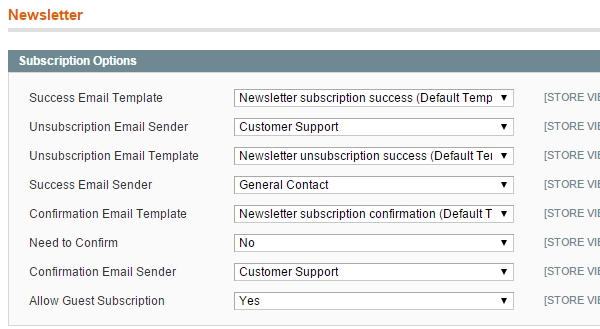 Newsletter
Subscription Options
Success Email Template Newsletter subscription success (Default Temp [STORE VIE
Unsubscription Email Sender Customer Support [STORE VIE
Unsubscription Email Template Newsletter unsubscription success (Default Ter [STORE VIE
Success Email Sender General Contact [STORE VIE
Confirmation Email Template Newsletter subscription confirmation (Default T [STORE VIE
Need to Confirm No [STORE VIE
Confirmation Email Sender Customer Support [STORE VIE
Allow Guest Subscription Yes [STORE VIE